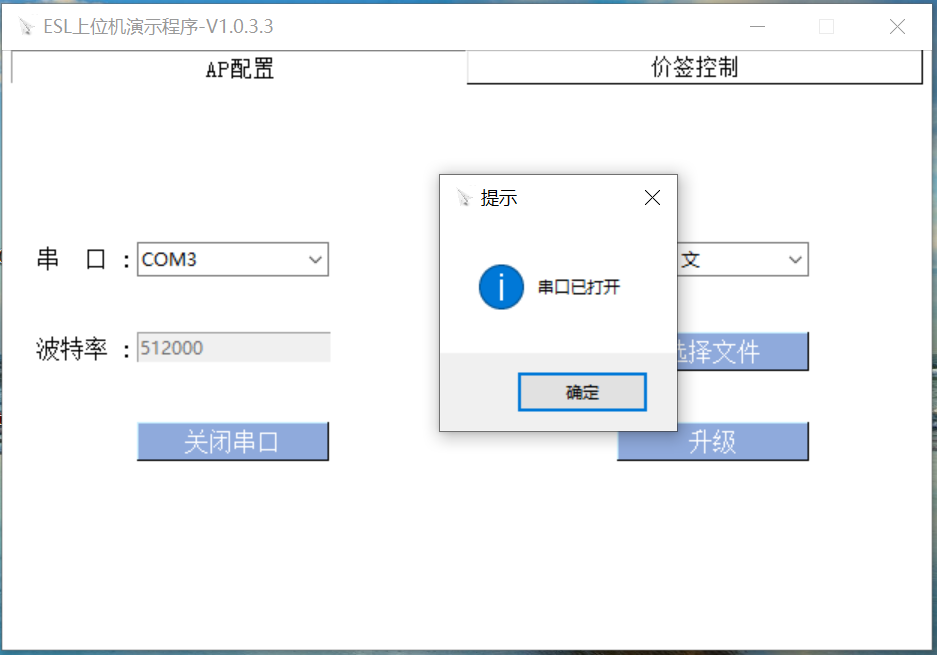 ESL上位机演示程序-V1.0.3.3
AP配置
价签控制
提示
串口已打开
确定
串 口 : COM3
文
波特率 : 512000
择文件
关闭串口
升级